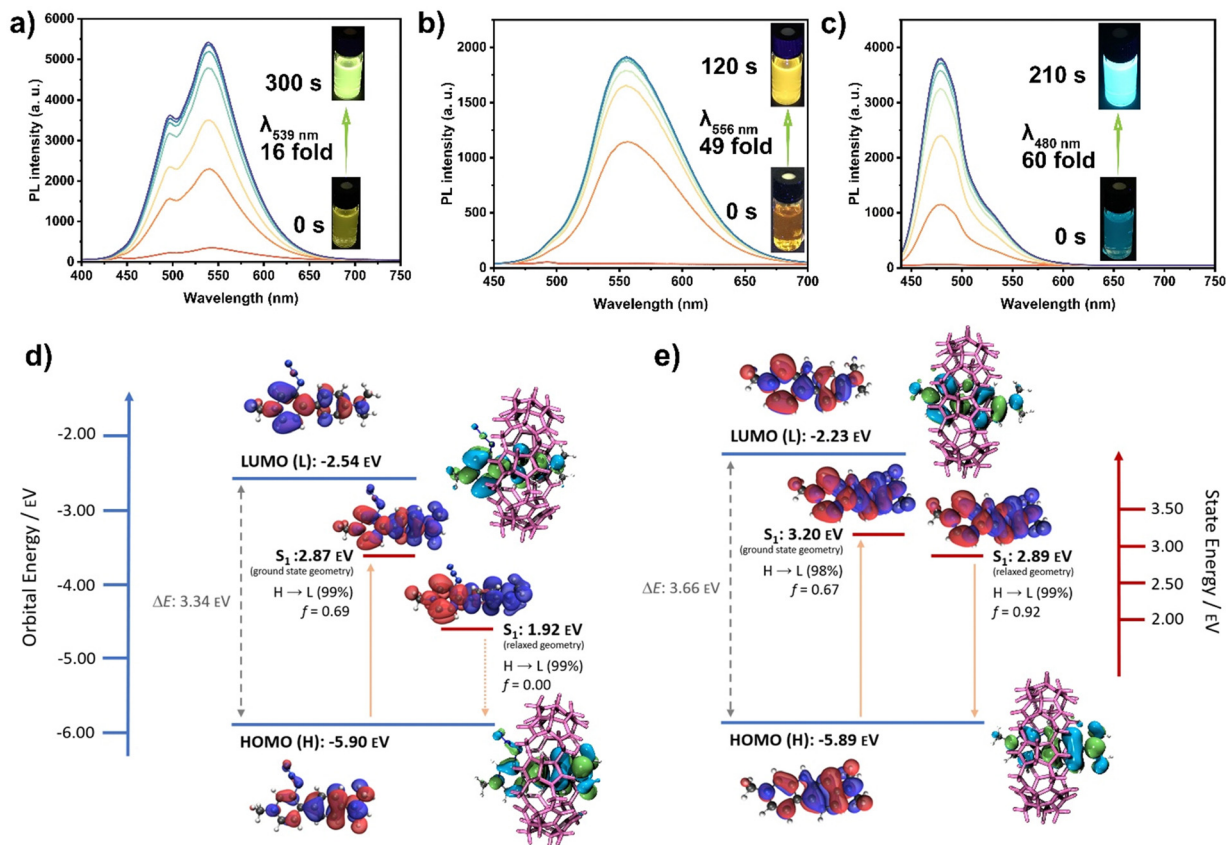 a)
6000
5000
4000
3000
2000
1000
0
PL intensity (a. u.)
400 450 500 550 600 650 700 750
Wavelength (nm)
300 s
λ539 nm
16 fold
0 s
b)
2000
1500
1000
500
0
PL intensity (a. u.)
450 500 550 600 650 700
Wavelength (nm)
120 s
λ556 nm
49 fold
0 s
c)
4000
3000
2000
1000
0
PL intensity (a. u.)
450 500 550 600 650 700 750
Wavelength (nm)
210 s
λ480 nm
60 fold
0 s
d)
Orbital Energy / EV
-2.00
-3.00
-4.00
-5.00
-6.00
LUMO (L): -2.54 EV
ΔE: 3.34 EV
S1:2.87 EV
(ground state geometry)
H → L (99%)
f = 0.69
S1: 1.92 EV
(relaxed geometry)
H → L (99%)
f = 0.00
HOMO (H): -5.90 EV
e)
LUMO (L): -2.23 EV
ΔE: 3.66 EV
S1: 3.20 EV
(ground state geometry)
H → L (98%)
f = 0.67
S1: 2.89 EV
(relaxed geometry)
H → L (99%)
f = 0.92
HOMO (H): -5.89 EV
3.50
3.00
2.50
2.00
State Energy / EV